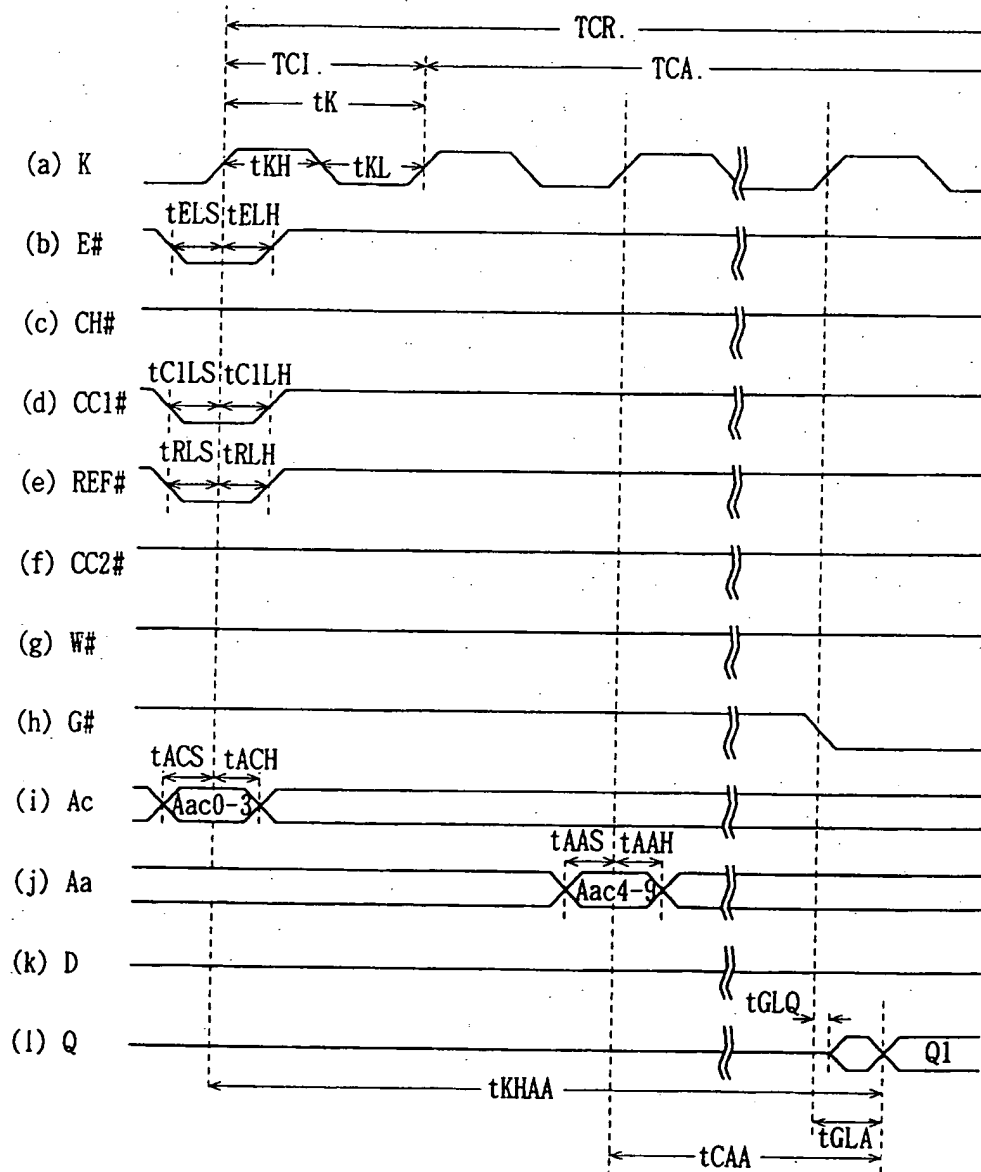 TCR.
TCI.
TCA.
tK
(a) K
tKH
tKL
tELS
tELH
(b) E#
(c) CH#
tC1LS
tC1LH
(d) CC1#
tRLS
tRLH
(e) REF#
(f) CC2#
(g) W#
(h) G#
tACS
tACH
(i) Ac
Aac0-3
tAAS
tAAH
(j) Aa
Aac4-9
(k) D
tGLQ
(l) Q
Q1
tKHAA
tGLA
tCAA